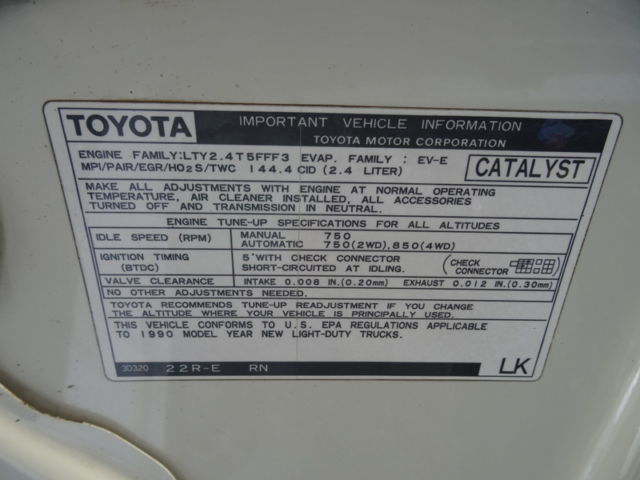 TOYOTA
IMPORTANT VEHICLE INFORMATION
TOYOTA MOTOR CORPORATION
ENGINE FAMILY:LTY2.4T5FFF3 EVAP. FAMILY : EV-E
MPI/PAIR/EGR/HO2S/TWC 144.4 CID (2.4 LITER)
CATALYST
MAKE ALL ADJUSTMENTS WITH ENGINE AT NORMAL OPERATING
TEMPERATURE, AIR CLEANER INSTALLED, ALL ACCESSORIES
TURNED OFF AND TRANSMISSION IN NEUTRAL.
ENGINE TUNE-UP SPECIFICATIONS FOR ALL ALTITUDES
IDLE SPEED (RPM) MANUAL 750
AUTOMATIC 750(2WD),850(4WD)
IGNITION TIMING 5°WITH CHECK CONNECTOR
(BTDC) SHORT-CIRCUITED AT IDLING.
(CHECK
CONNECTOR)
VALVE CLEARANCE INTAKE 0.008 IN.(0.20mm) EXHAUST 0.012 IN.(0.30mm)
NO OTHER ADJUSTMENTS NEEDED.
TOYOTA RECOMMENDS TUNE-UP READJUSTMENT IF YOU CHANGE
THE ALTITUDE WHERE YOUR VEHICLE IS PRINCIPALLY USED.
THIS VEHICLE CONFORMS TO U.S. EPA REGULATIONS APPLICABLE
TO 1990 MODEL YEAR NEW LIGHT-DUTY TRUCKS.
3D320 22R-E RN LK